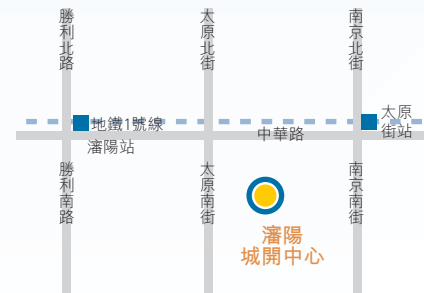 勝利北路
太原北街
南京北街
地鐵1號線
瀋陽站
中華路
太原
街站
勝利南路
太原南街
南京南街
瀋陽
城開中心